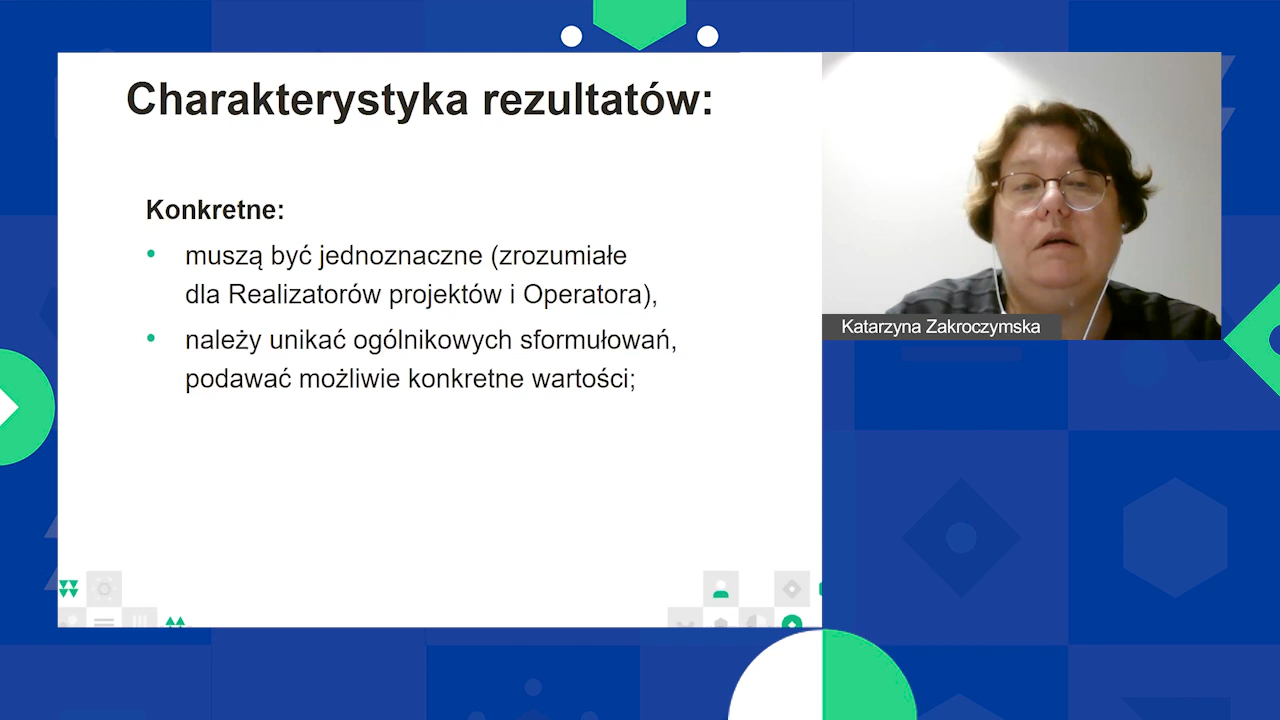 Charakterystyka rezultatów:
Konkretne:
• muszą być jednoznaczne (zrozumiałe
dla Realizatorów projektów i Operatora),
• należy unikać ogólnikowych sformułowań,
podawać możliwie konkretne wartości;
Katarzyna Zakroczymska